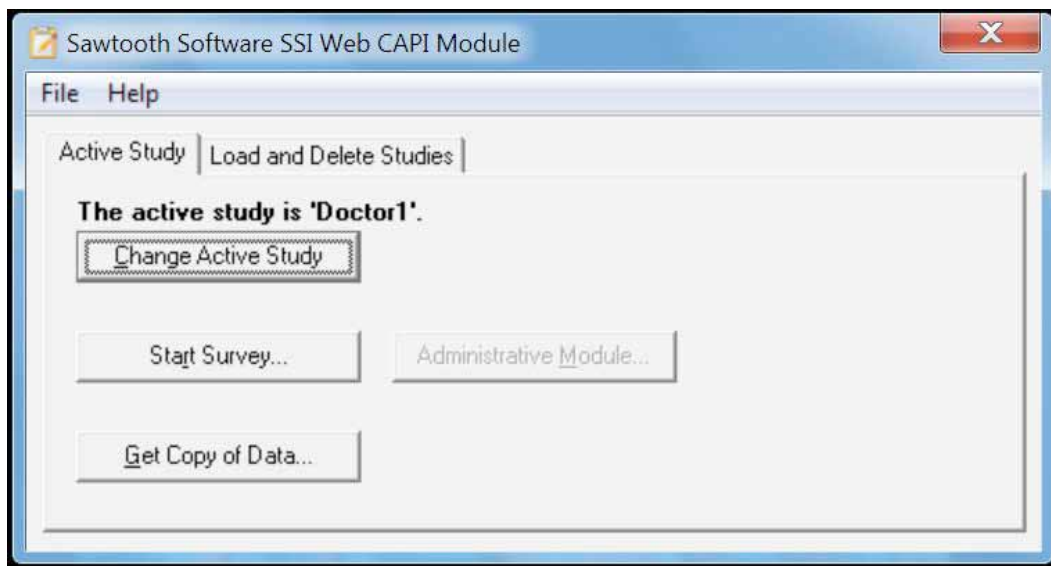 Sawtooth Software SSI Web CAPI Module
File Help
Active Study Load and Delete Studies
The active study is 'Doctor1'.
Change Active Study
Start Survey... Administrative Module...
Get Copy of Data...